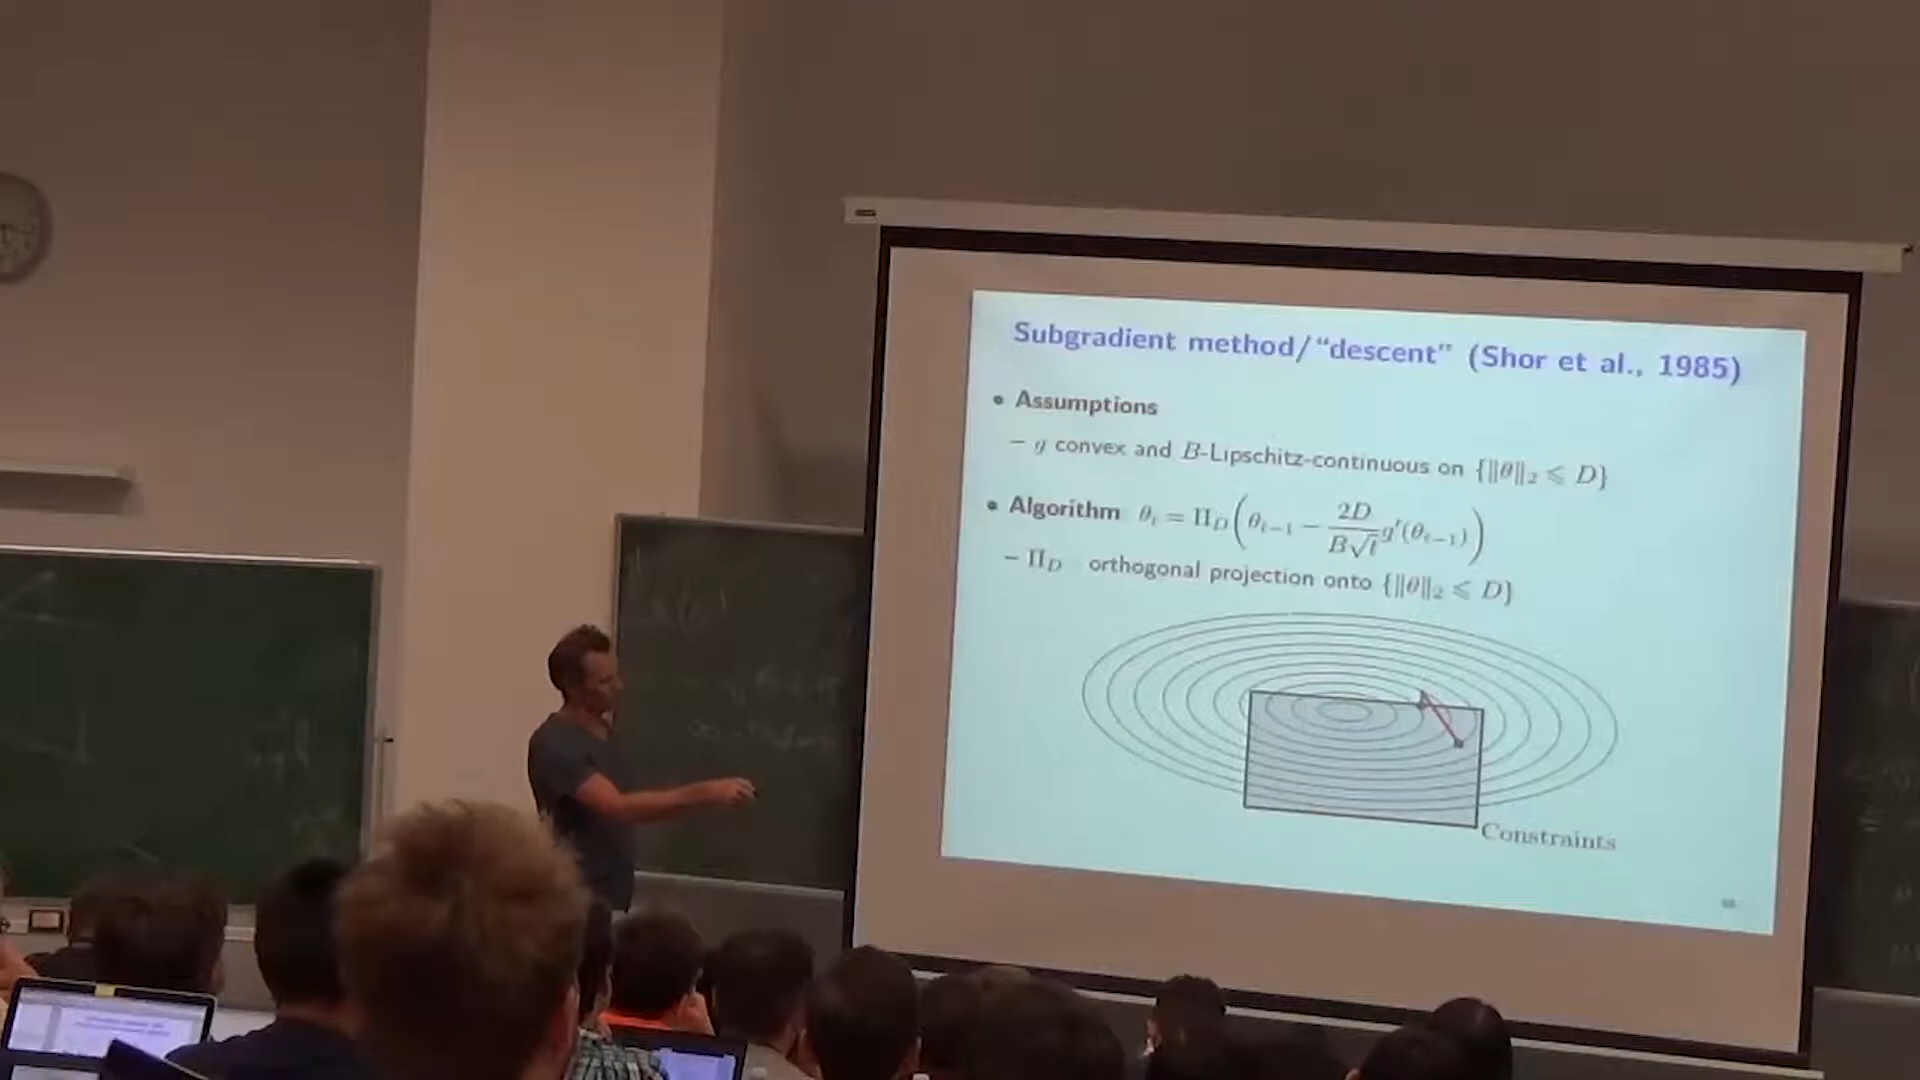 Subgradient method/“descent” (Shor et al., 1985)
• Assumptions
– g convex and B-Lipschitz-continuous on {‖θ‖₂ ⩽ D}
• Algorithm θₜ = Π_D(θₜ₋₁ − 2D/(B√t) g′(θₜ₋₁))
– Π_D orthogonal projection onto {‖θ‖₂ ⩽ D}
Constraints